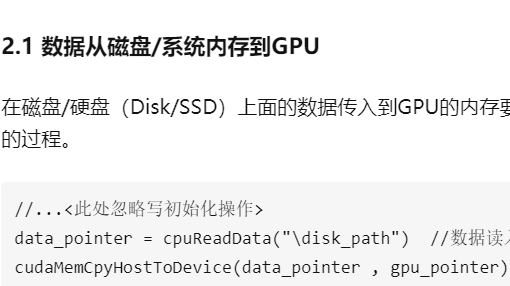 2.1 数据从磁盘/系统内存到GPU
在磁盘/硬盘（Disk/SSD）上面的数据传入到GPU的内存要
的过程。
//...<此处忽略写初始化操作>
data_pointer = cpuReadData("\disk_path")  //数据读入
cudaMemCpyHostToDevice(data_pointer , gpu_pointer)